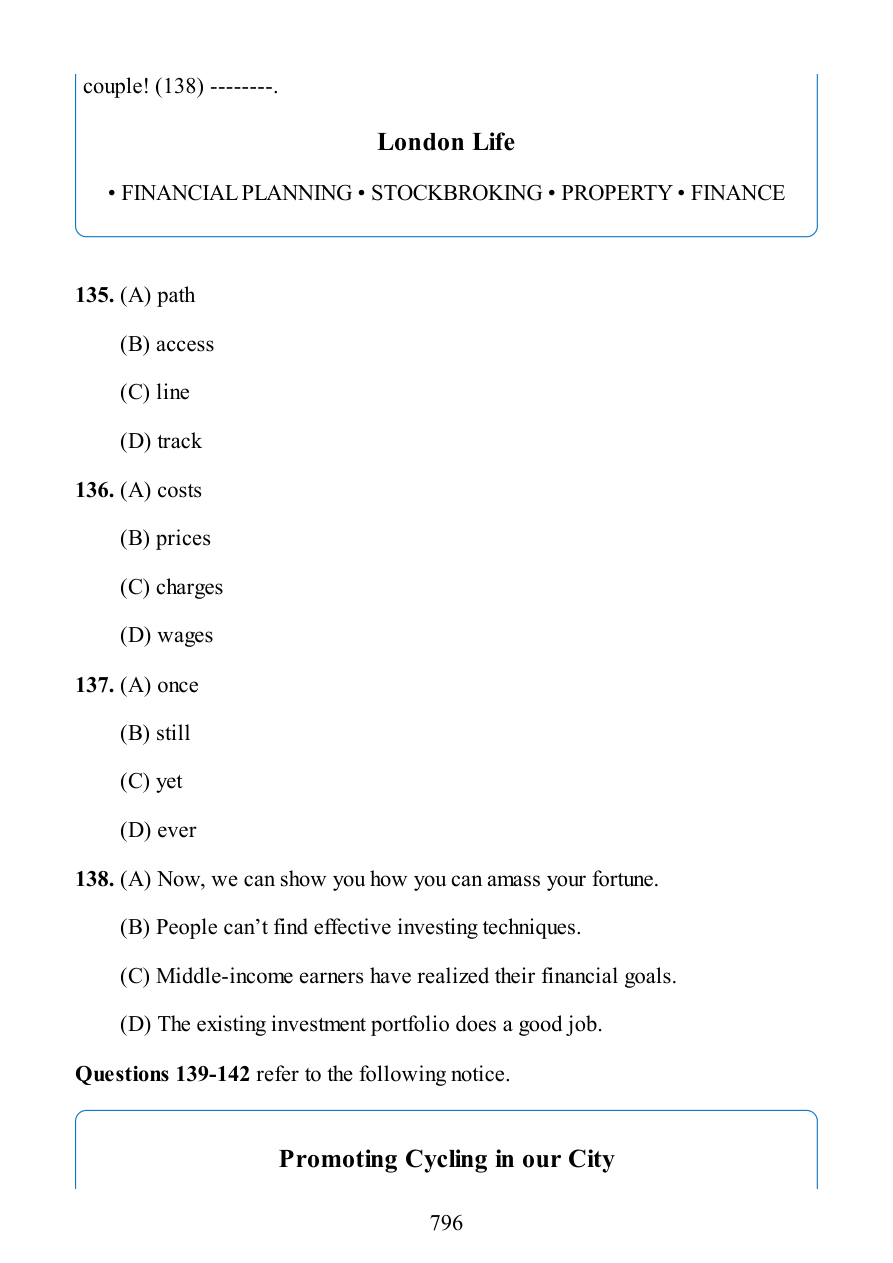 couple! (138) --------.
London Life
• FINANCIAL PLANNING • STOCKBROKING • PROPERTY • FINANCE
135. (A) path
(B) access
(C) line
(D) track
136. (A) costs
(B) prices
(C) charges
(D) wages
137. (A) once
(B) still
(C) yet
(D) ever
138. (A) Now, we can show you how you can amass your fortune.
(B) People can’t find effective investing techniques.
(C) Middle-income earners have realized their financial goals.
(D) The existing investment portfolio does a good job.
Questions 139-142 refer to the following notice.
Promoting Cycling in our City
796